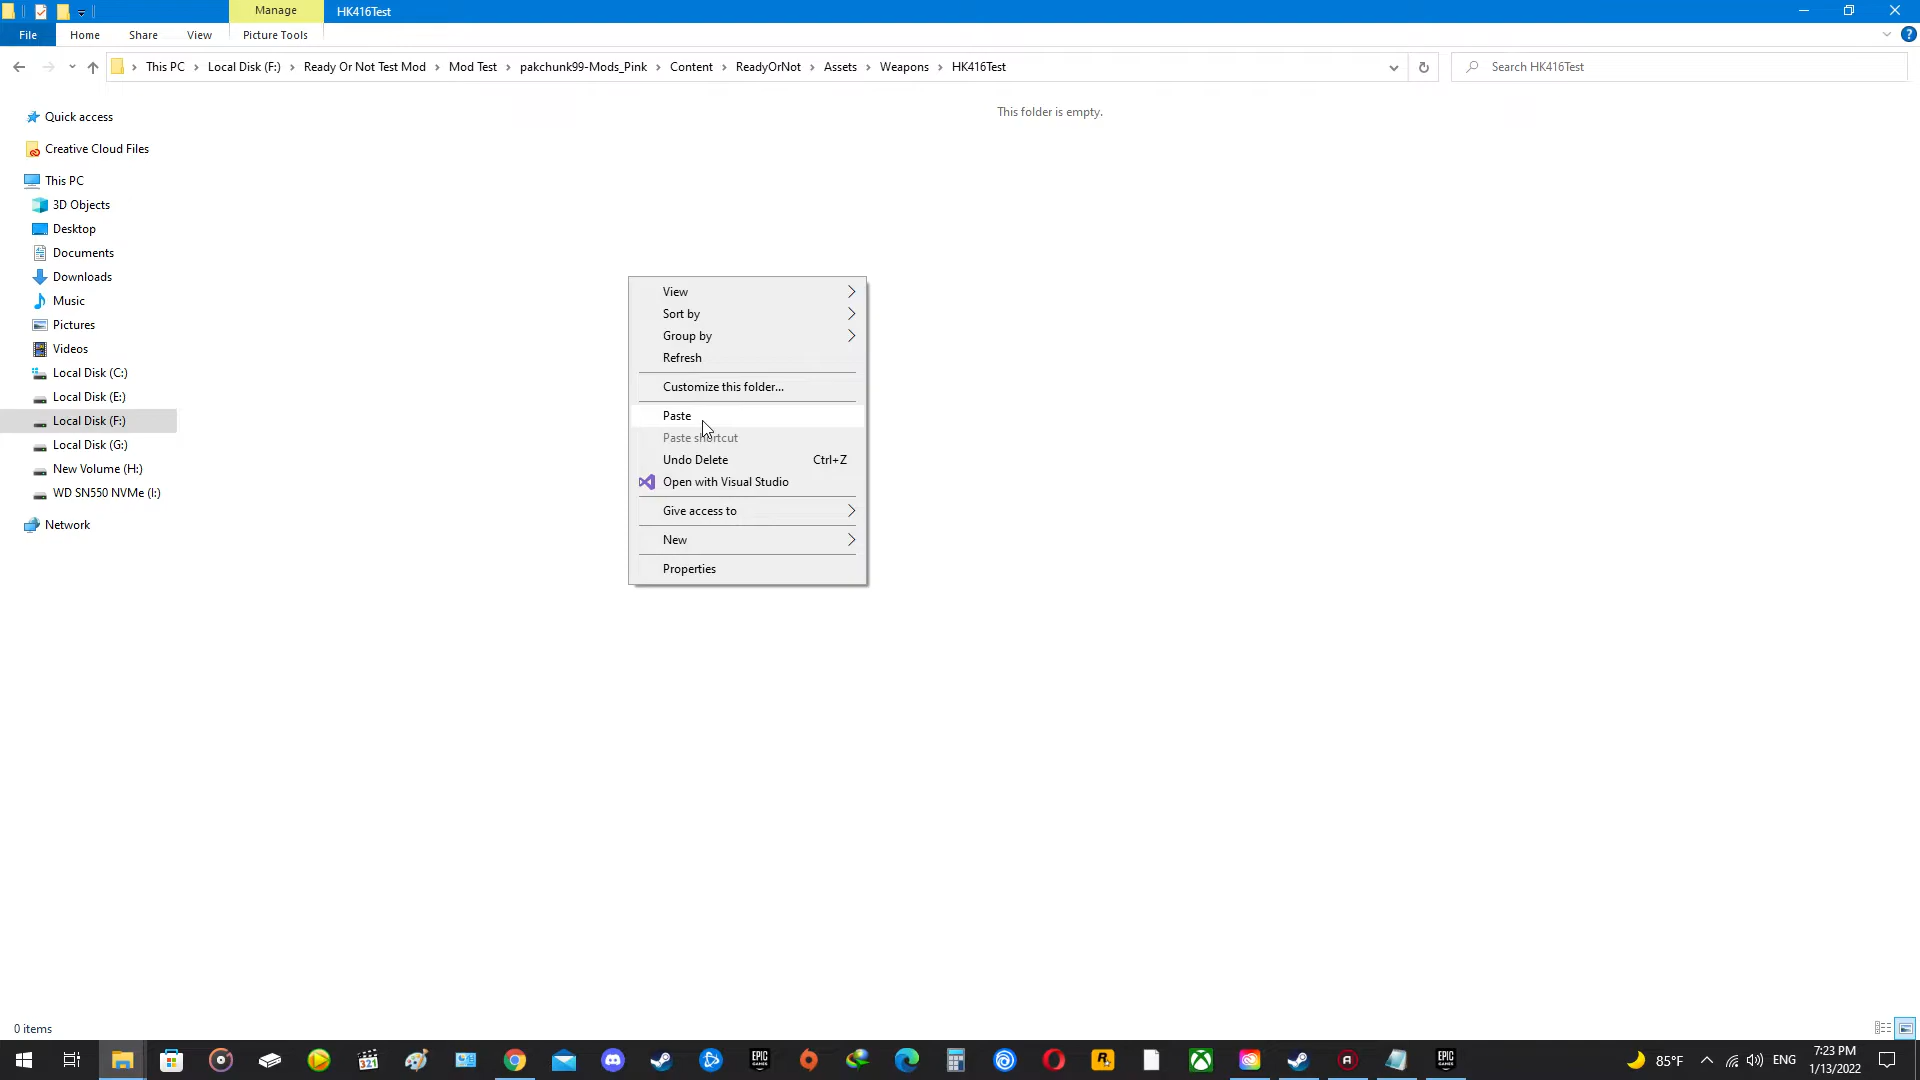 Manage
HK416Test
File
Home
Share
View
Picture Tools
This PC
Local Disk (F:)
Ready Or Not Test Mod
Mod Test
pakchunk99-Mods_Pink
Content
ReadyOrNot
Assets
Weapons
HK416Test
Search HK416Test
This folder is empty.
Quick access
Creative Cloud Files
This PC
3D Objects
Desktop
Documents
Downloads
Music
Pictures
Videos
Local Disk (C:)
Local Disk (E:)
Local Disk (F:)
Local Disk (G:)
New Volume (H:)
WD SN550 NVMe (I:)
Network
View
Sort by
Group by
Refresh
Customize this folder...
Paste
Paste shortcut
Undo Delete Ctrl+Z
Open with Visual Studio
Give access to
New
Properties
0 items
321
EPIC GAMES
R
EPIC GAMES
85°F
ENG
7:23 PM
1/13/2022